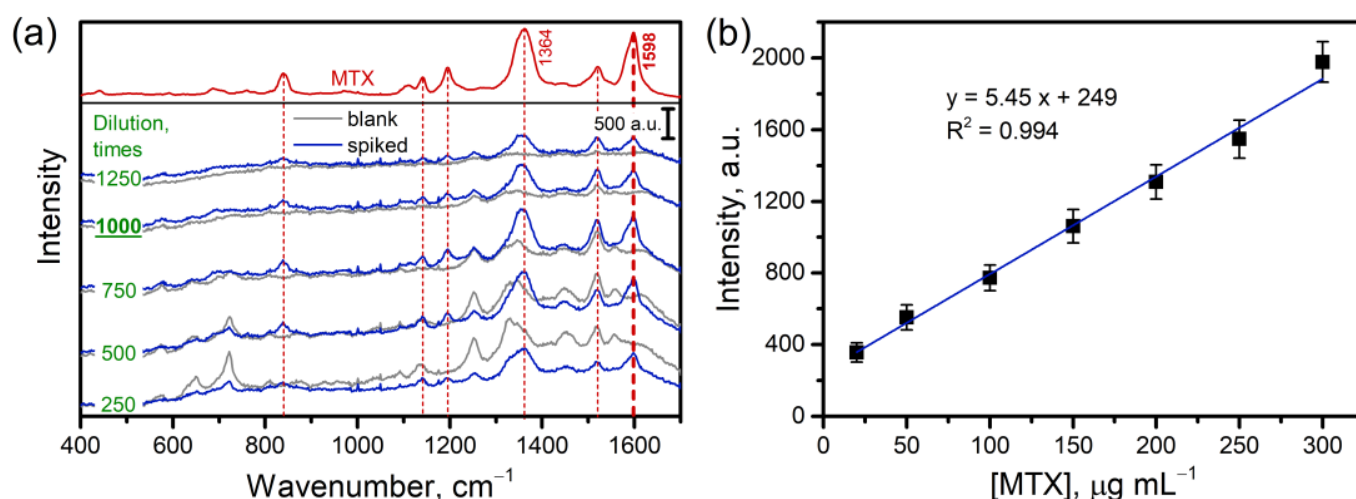 (a)
Intensity
MTX
1364
1598
Dilution,
times
blank
spiked
500 a.u.
1250
1000
750
500
250
400 600 800 1000 1200 1400 1600
Wavenumber, cm⁻¹
(b)
Intensity, a.u.
2000
1600
1200
800
400
0
y = 5.45 x + 249
R² = 0.994
0 50 100 150 200 250 300
[MTX], μg mL⁻¹